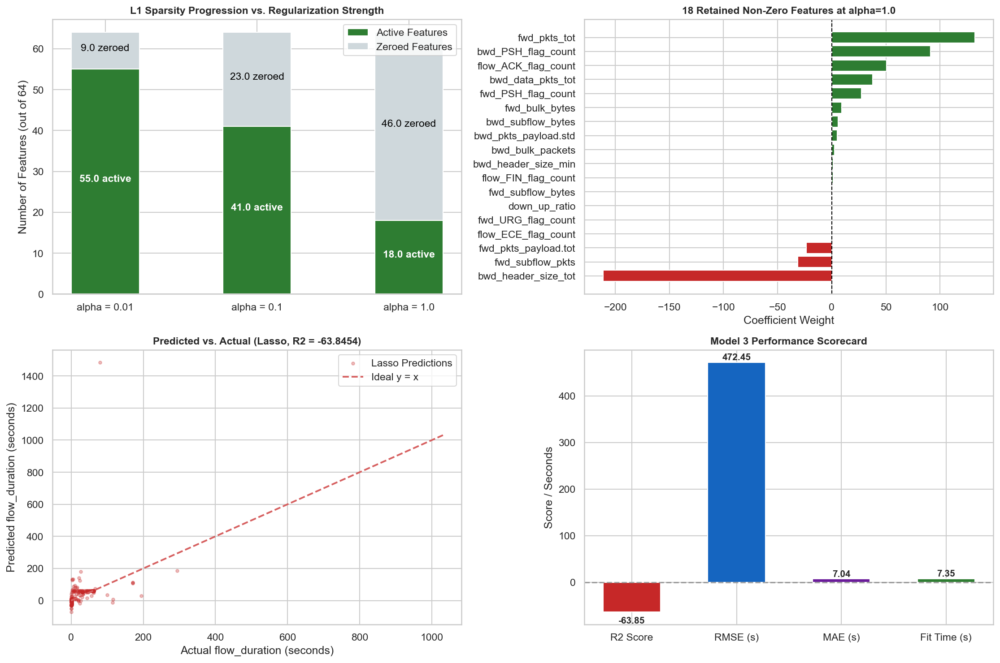 L1 Sparsity Progression vs. Regularization Strength
Number of Features (out of 64)
60
50
40
30
20
10
0
Active Features
Zeroed Features
9.0 zeroed
55.0 active
23.0 zeroed
41.0 active
46.0 zeroed
18.0 active
alpha = 0.01
alpha = 0.1
alpha = 1.0
18 Retained Non-Zero Features at alpha=1.0
fwd_pkts_tot
bwd_PSH_flag_count
flow_ACK_flag_count
bwd_data_pkts_tot
fwd_PSH_flag_count
fwd_bulk_bytes
bwd_subflow_bytes
bwd_pkts_payload.std
bwd_bulk_packets
bwd_header_size_min
flow_FIN_flag_count
fwd_subflow_bytes
down_up_ratio
fwd_URG_flag_count
flow_ECE_flag_count
fwd_pkts_payload.tot
fwd_subflow_pkts
bwd_header_size_tot
−200
−150
−100
−50
0
50
100
Coefficient Weight
Predicted vs. Actual (Lasso, R2 = -63.8454)
Predicted flow_duration (seconds)
1400
1200
1000
800
600
400
200
0
Lasso Predictions
Ideal y = x
0
200
400
600
800
1000
Actual flow_duration (seconds)
Model 3 Performance Scorecard
Score / Seconds
400
300
200
100
0
-63.85
472.45
7.04
7.35
R2 Score
RMSE (s)
MAE (s)
Fit Time (s)